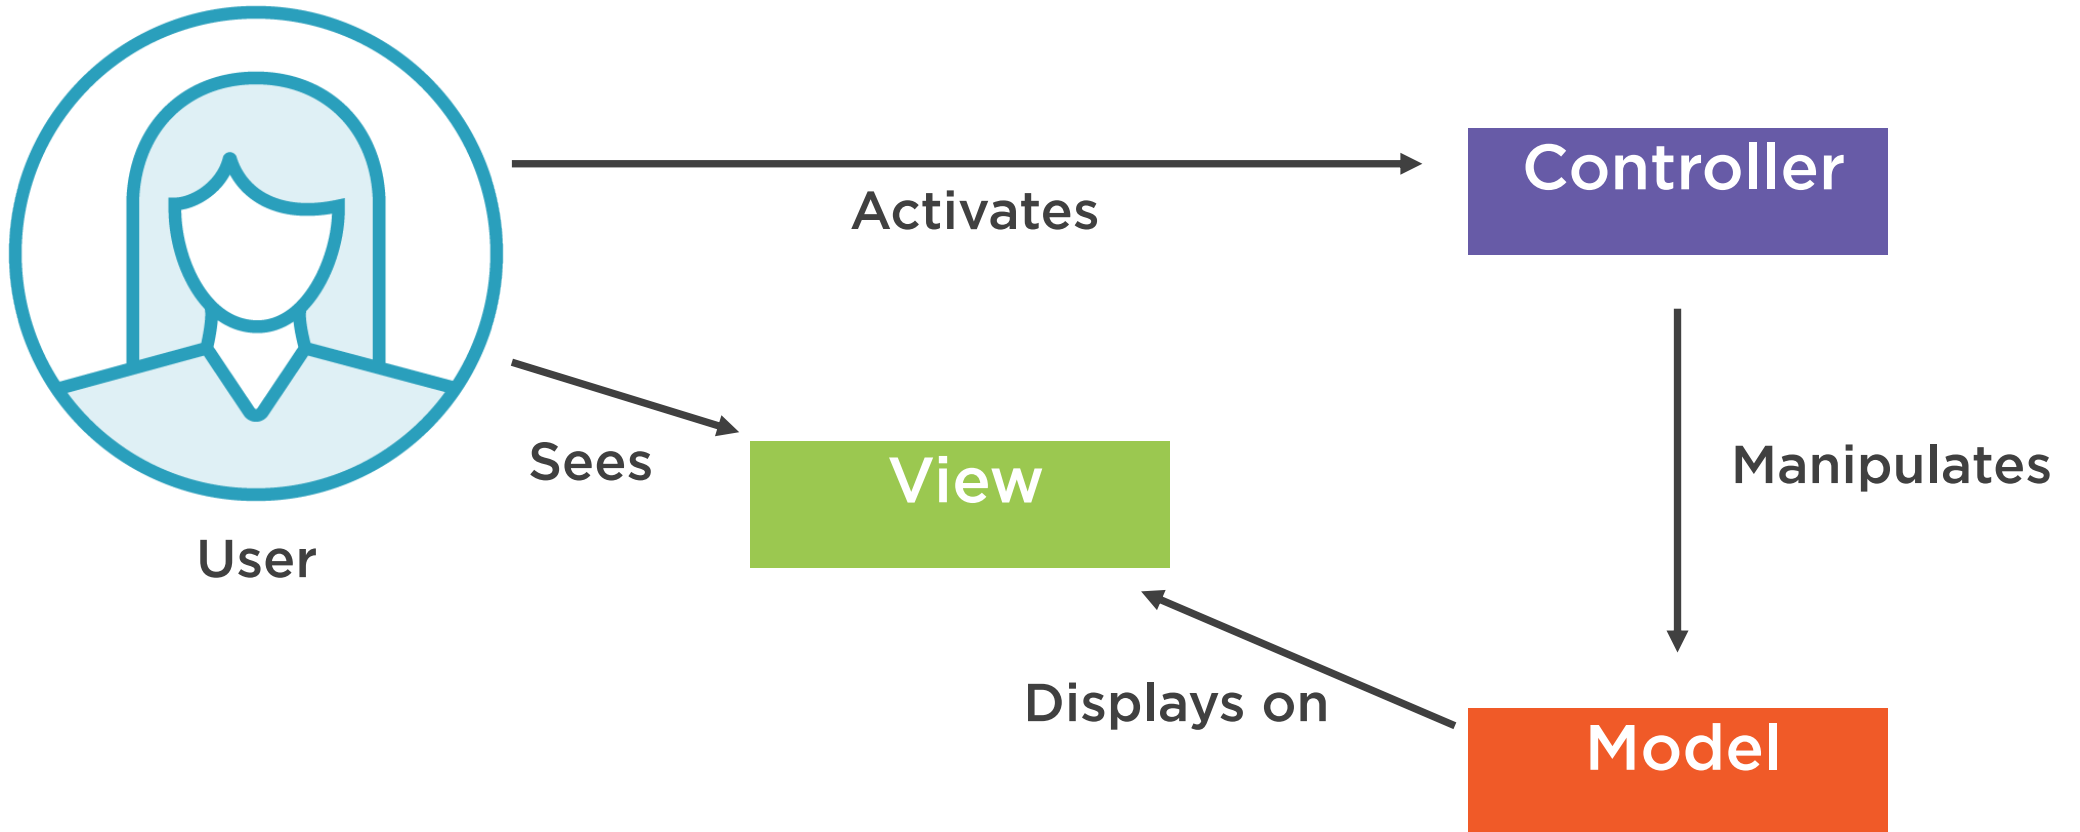 Controller
Activates
Sees
View
Manipulates
User
Displays on
Model